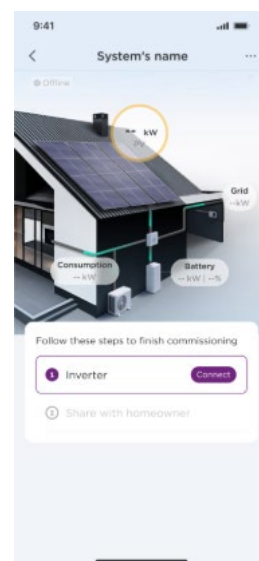 9:41
System's name
Offline
-- kW
PV
Grid
--kW
Consumption
-- kW
Battery
-- kW | --%
Follow these steps to finish commissioning
1 Inverter
Connect
2 Share with homeowner